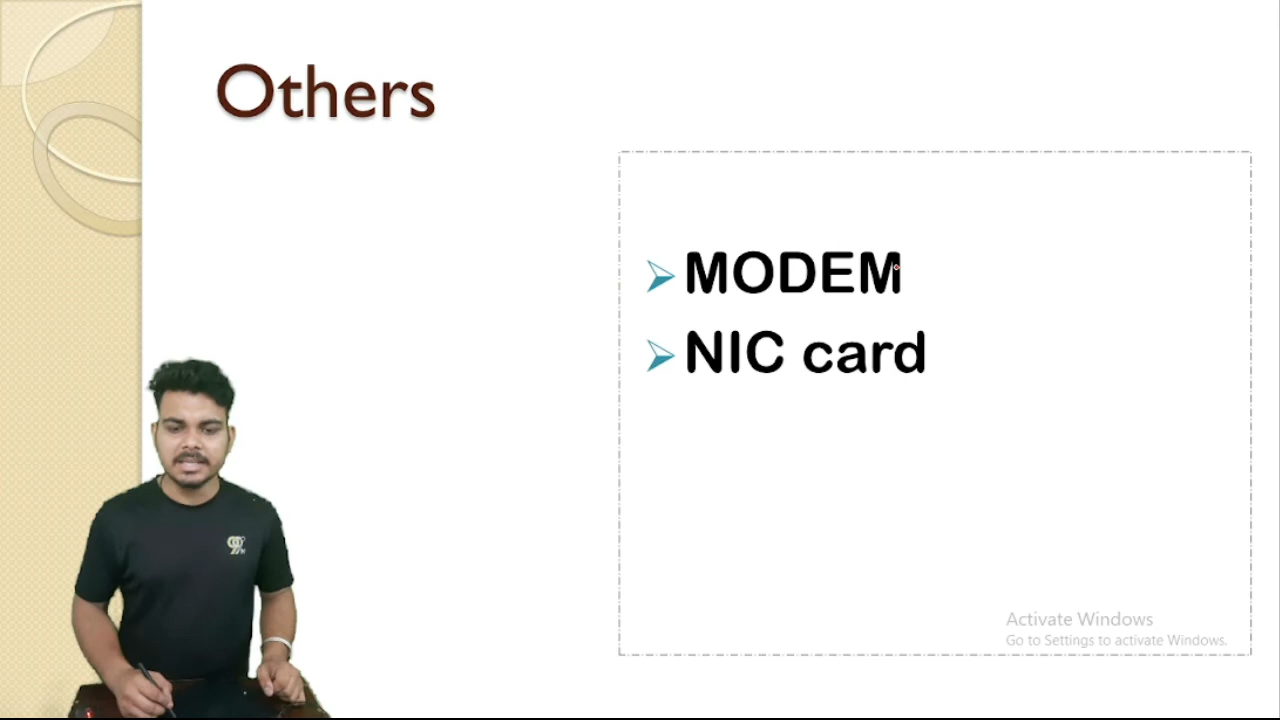 Others
MODEM
NIC card
Activate Windows
Go to Settings to activate Windows.